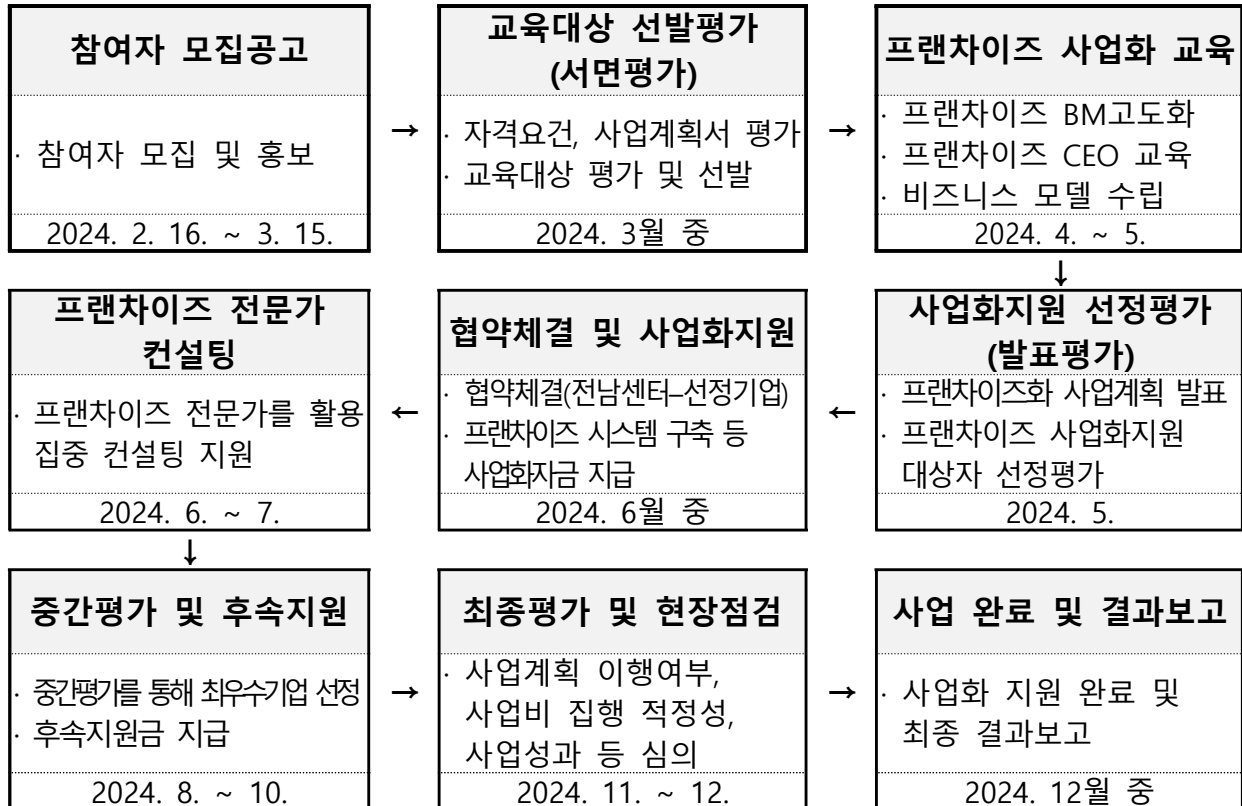 참여자 모집공고
· 참여자 모집 및 홍보
2024. 2. 16. ~ 3. 15.
→
교육대상 선발평가
(서면평가)
· 자격요건, 사업계획서 평가
· 교육대상 평가 및 선발
2024. 3월 중
→
프랜차이즈 사업화 교육
· 프랜차이즈 BM고도화
· 프랜차이즈 CEO 교육
· 비즈니스 모델 수립
2024. 4. ~ 5.
↓
사업화지원 선정평가
(발표평가)
· 프랜차이즈화 사업계획 발표
· 프랜차이즈 사업화지원
대상자 선정평가
2024. 5.
←
협약체결 및 사업화지원
· 협약체결(전남센터–선정기업)
· 프랜차이즈 시스템 구축 등
사업화자금 지급
2024. 6월 중
←
프랜차이즈 전문가
컨설팅
· 프랜차이즈 전문가를 활용
집중 컨설팅 지원
2024. 6. ~ 7.
↓
중간평가 및 후속지원
· 중간평가를 통해 최우수기업 선정
· 후속지원금 지급
2024. 8. ~ 10.
→
최종평가 및 현장점검
· 사업계획 이행여부,
사업비 집행 적정성,
사업성과 등 심의
2024. 11. ~ 12.
→
사업 완료 및 결과보고
· 사업화 지원 완료 및
최종 결과보고
2024. 12월 중